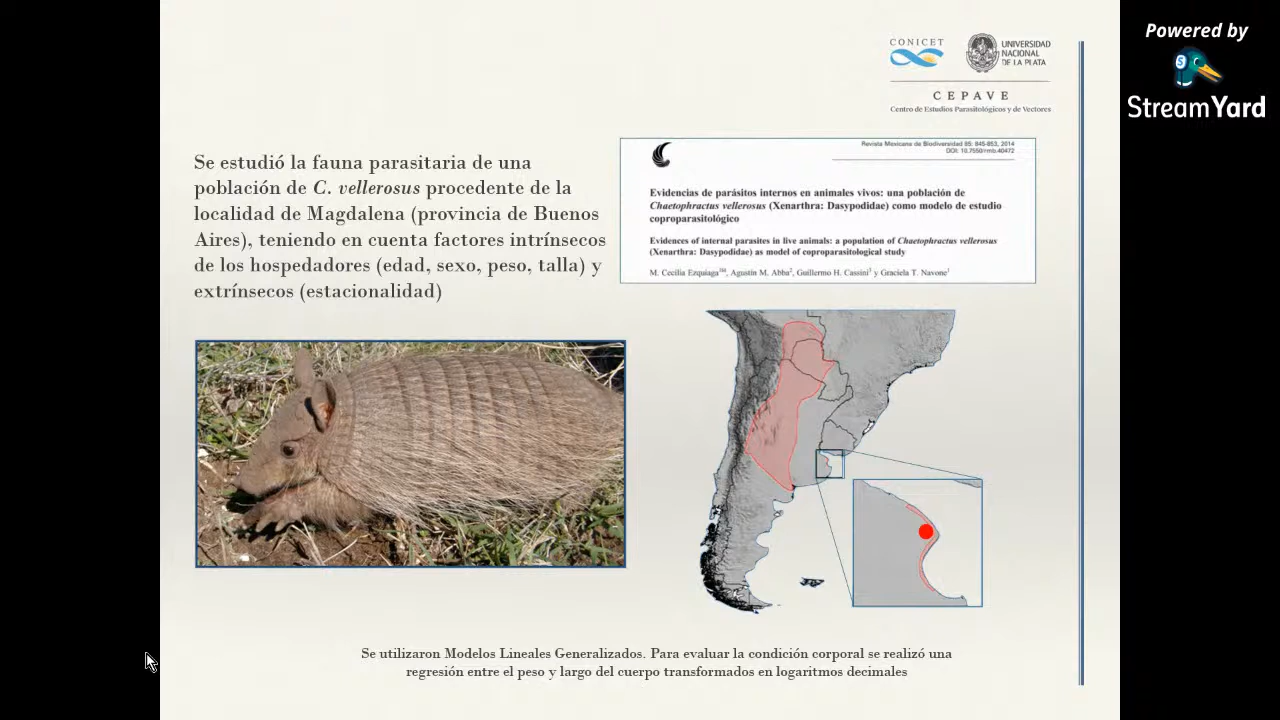 Powered by
StreamYard
CONICET
UNIVERSIDAD
NACIONAL
DE LA PLATA
CEPAVE
Centro de Estudios Parasitológicos y de Vectores
Se estudió la fauna parasitaria de una
población de C. vellerosus procedente de la
localidad de Magdalena (provincia de Buenos
Aires), teniendo en cuenta factores intrínsecos
de los hospedadores (edad, sexo, peso, talla) y
extrínsecos (estacionalidad)
Revista Mexicana de Biodiversidad 85: 845-853, 2014
DOI: 10.7550/rmb.40472
Evidencias de parásitos internos en animales vivos: una población de
Chaetophractus vellerosus (Xenarthra: Dasypodidae) como modelo de estudio
coproparasitológico
Evidences of internal parasites in live animals: a population of Chaetophractus vellerosus
(Xenarthra: Dasypodidae) as model of coproparasitological study
M. Cecilia Ezquiaga, Agustín M. Abba, Guillermo H. Cassini y Graciela T. Navone
Se utilizaron Modelos Lineales Generalizados. Para evaluar la condición corporal se realizó una
regresión entre el peso y largo del cuerpo transformados en logaritmos decimales